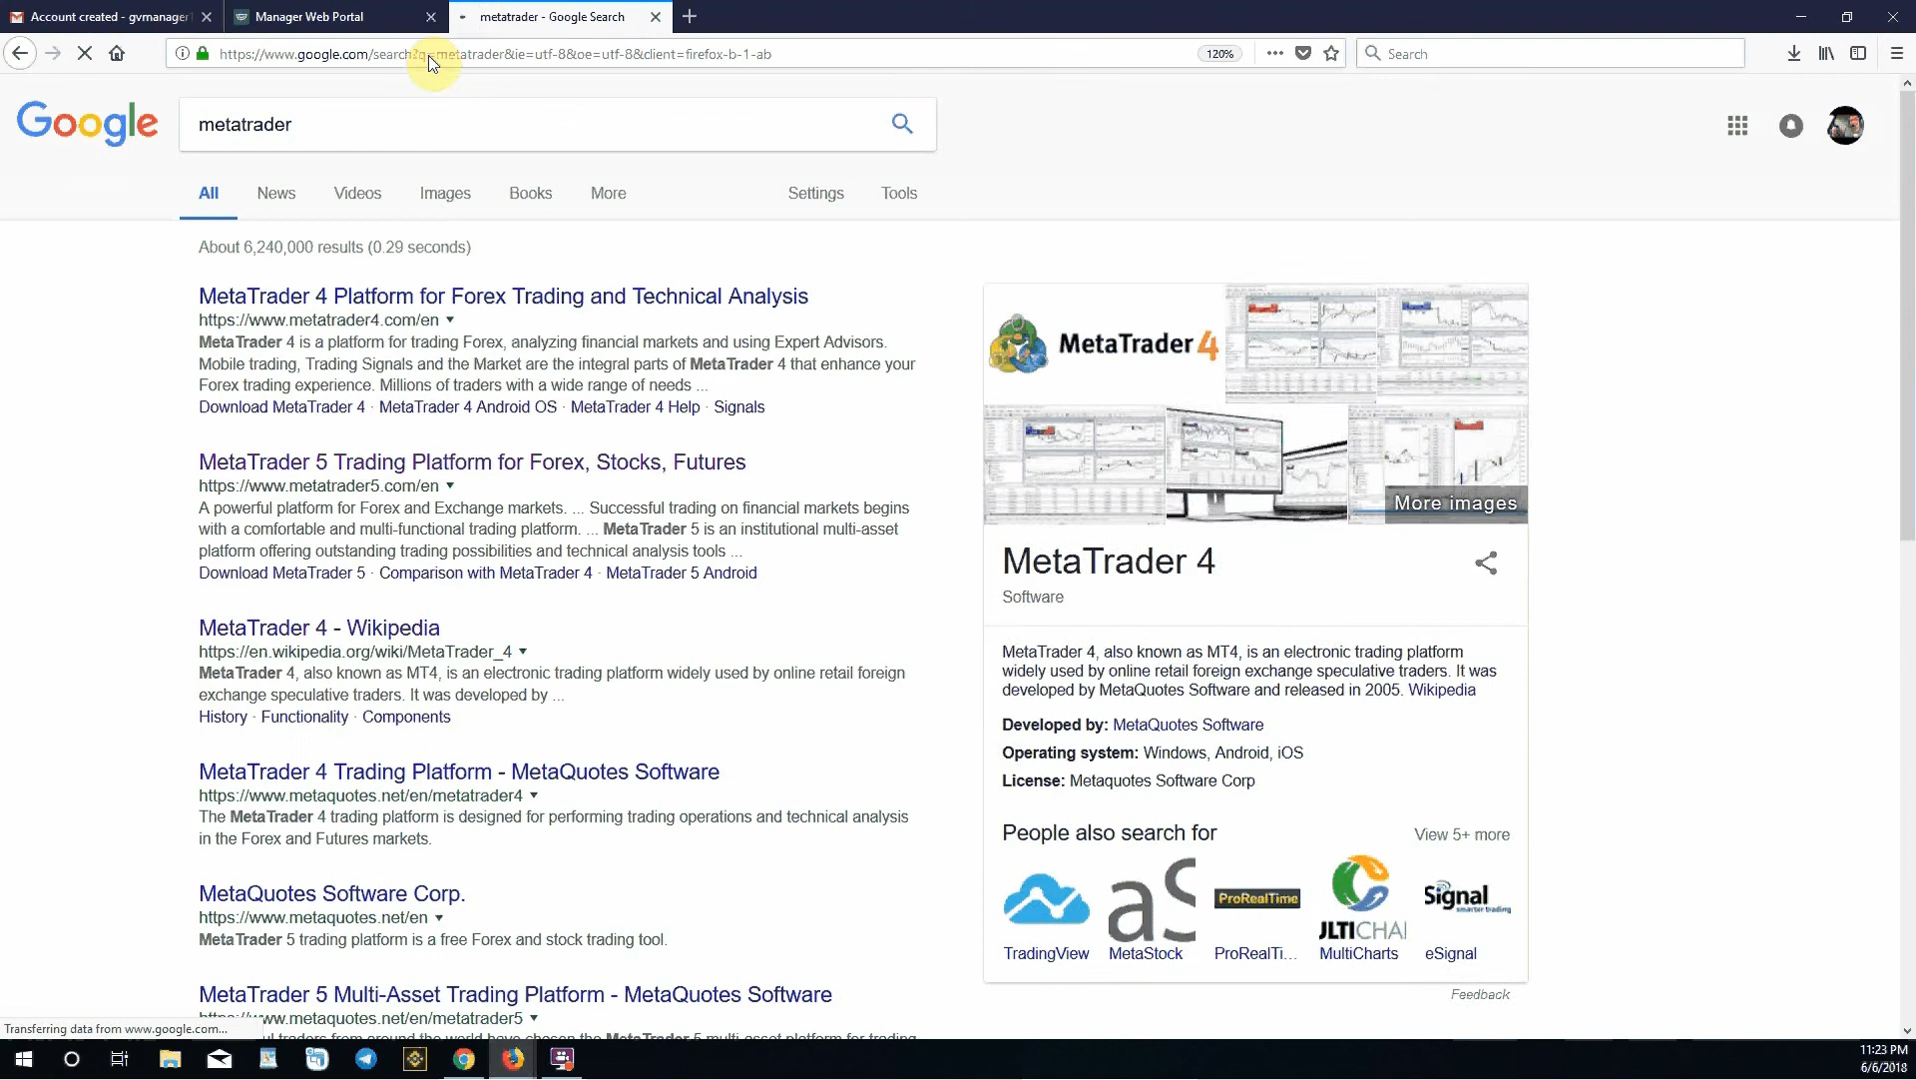 Account created - gvmanager
Manager Web Portal
metatrader - Google Search
https://www.google.com/search?q=metatrader&ie=utf-8&oe=utf-8&client=firefox-b-1-ab
120%
Search
Google
metatrader
All
News
Videos
Images
Books
More
Settings
Tools
About 6,240,000 results (0.29 seconds)
MetaTrader 4 Platform for Forex Trading and Technical Analysis
https://www.metatrader4.com/en
MetaTrader 4 is a platform for trading Forex, analyzing financial markets and using Expert Advisors.
Mobile trading, Trading Signals and the Market are the integral parts of MetaTrader 4 that enhance your
Forex trading experience. Millions of traders with a wide range of needs ...
Download MetaTrader 4 · MetaTrader 4 Android OS · MetaTrader 4 Help · Signals
MetaTrader 5 Trading Platform for Forex, Stocks, Futures
https://www.metatrader5.com/en
A powerful platform for Forex and Exchange markets. ... Successful trading on financial markets begins
with a comfortable and multi-functional trading platform. ... MetaTrader 5 is an institutional multi-asset
platform offering outstanding trading possibilities and technical analysis tools ...
Download MetaTrader 5 · Comparison with MetaTrader 4 · MetaTrader 5 Android
MetaTrader 4 - Wikipedia
https://en.wikipedia.org/wiki/MetaTrader_4
MetaTrader 4, also known as MT4, is an electronic trading platform widely used by online retail foreign
exchange speculative traders. It was developed by ...
History · Functionality · Components
MetaTrader 4 Trading Platform - MetaQuotes Software
https://www.metaquotes.net/en/metatrader4
The MetaTrader 4 trading platform is designed for performing trading operations and technical analysis
in the Forex and Futures markets.
MetaQuotes Software Corp.
https://www.metaquotes.net/en
MetaTrader 5 trading platform is a free Forex and stock trading tool.
MetaTrader 5 Multi-Asset Trading Platform - MetaQuotes Software
https://www.metaquotes.net/en/metatrader5
MetaTrader 4
More images
MetaTrader 4
Software
MetaTrader 4, also known as MT4, is an electronic trading platform
widely used by online retail foreign exchange speculative traders. It was
developed by MetaQuotes Software and released in 2005. Wikipedia
Developed by: MetaQuotes Software
Operating system: Windows, Android, iOS
License: Metaquotes Software Corp
People also search for
View 5+ more
aS
ProRealTime
JLTICHAI
eSignal
smarter trading
TradingView
MetaStock
ProRealTi...
MultiCharts
eSignal
Feedback
Transferring data from www.google.com...
11:23 PM
6/6/2018